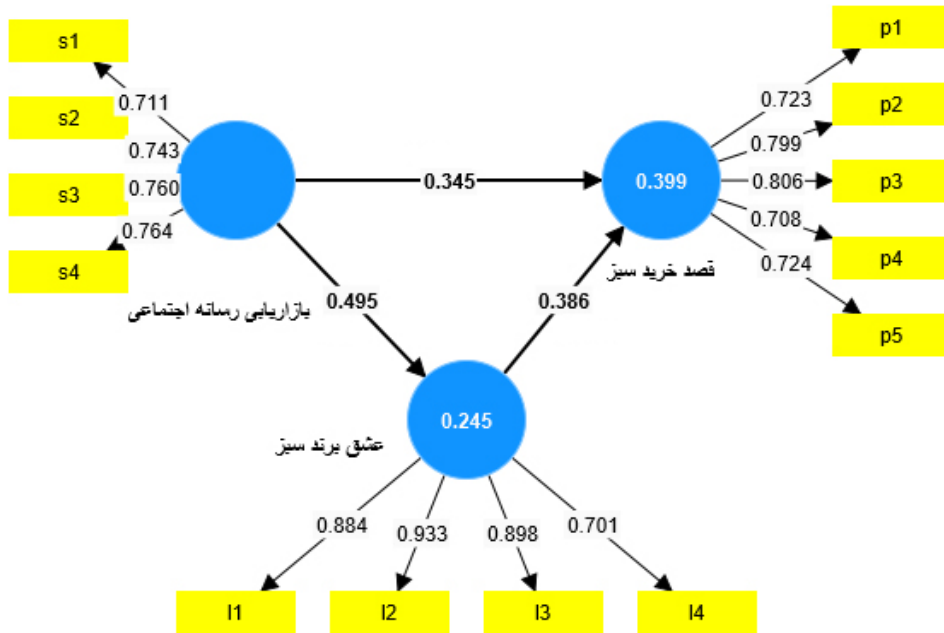 s1
s2
s3
s4
0.711
0.743
0.760
0.764
بازاریابی رسانه اجتماعی
0.345
0.495
0.386
0.399
قصد خرید سبز
0.723
0.799
0.806
0.708
0.724
p1
p2
p3
p4
p5
0.245
عشق برند سبز
0.884
0.933
0.898
0.701
l1
l2
l3
l4